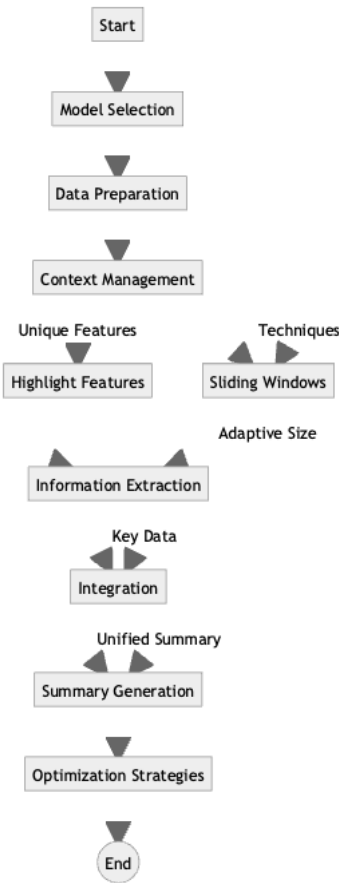 Start
Model Selection
Data Preparation
Context Management
Unique Features
Techniques
Highlight Features
Sliding Windows
Adaptive Size
Information Extraction
Key Data
Integration
Unified Summary
Summary Generation
Optimization Strategies
End